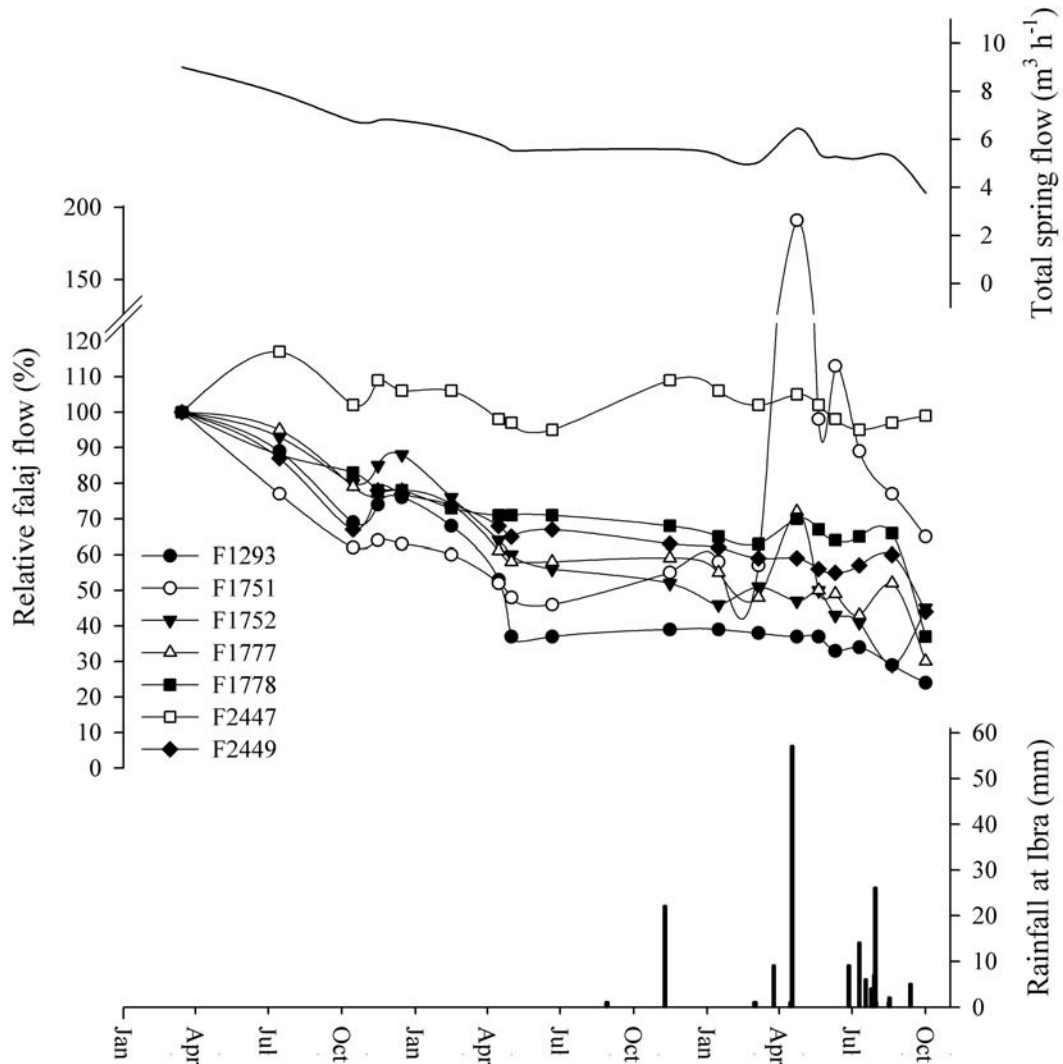 10
8
6
4
2
0
Total spring flow (m³ h⁻¹)
200
150
120
110
100
90
80
70
60
50
40
30
20
10
0
Relative falaj flow (%)
F1293
F1751
F1752
F1777
F1778
F2447
F2449
60
50
40
30
20
10
0
Rainfall at Ibra (mm)
Jan
Apr
Jul
Oct
Jan
Apr
Jul
Oct
Jan
Apr
Jul
Oct